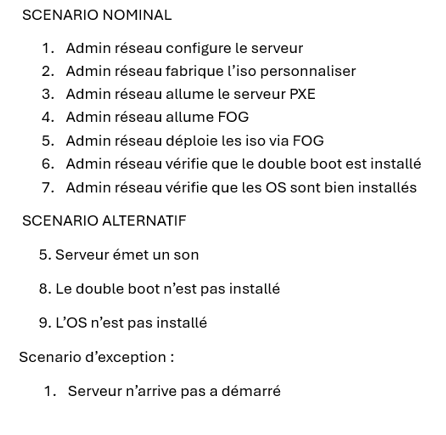 SCENARIO NOMINAL
1. Admin réseau configure le serveur
2. Admin réseau fabrique l'iso personnaliser
3. Admin réseau allume le serveur PXE
4. Admin réseau allume FOG
5. Admin réseau déploie les iso via FOG
6. Admin réseau vérifie que le double boot est installé
7. Admin réseau vérifie que les OS sont bien installés
SCENARIO ALTERNATIF
5. Serveur émet un son
8. Le double boot n'est pas installé
9. L'OS n'est pas installé
Scenario d'exception :
1. Serveur n'arrive pas a démarré